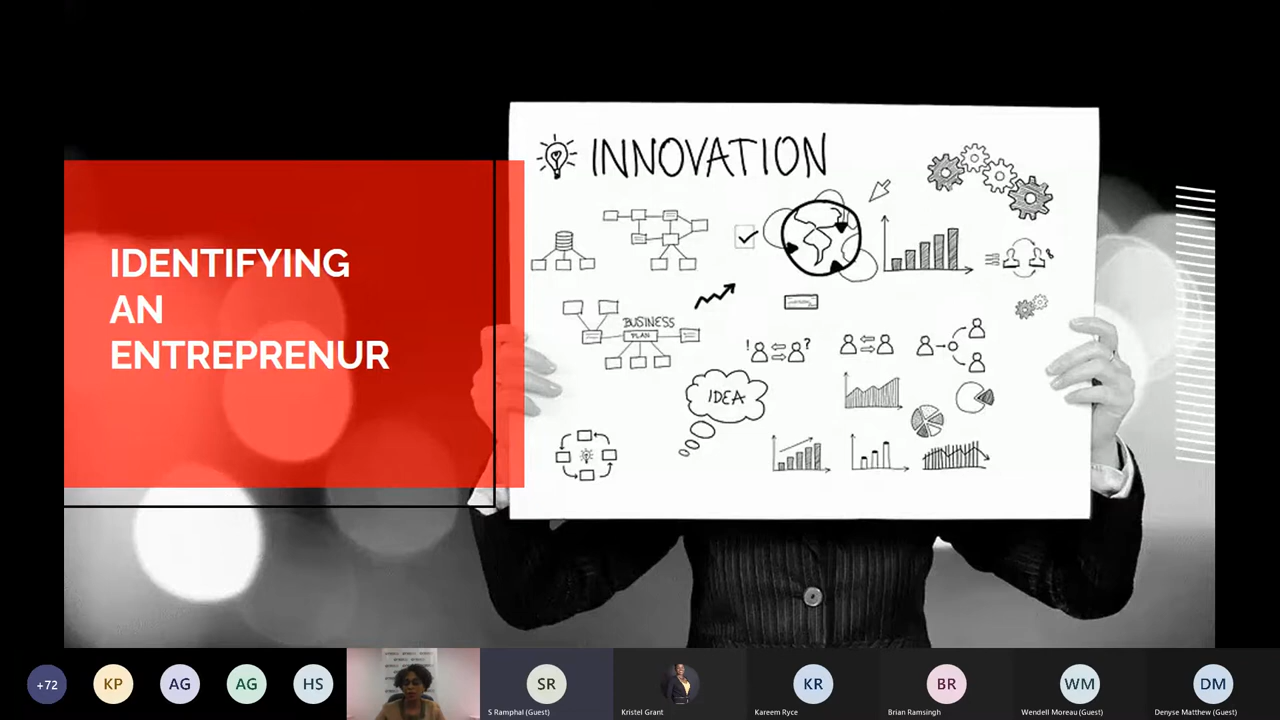 IDENTIFYING
AN
ENTREPRENUR
INNOVATION
BUSINESS
PLAN
! ?
IDEA
+72
KP
AG
AG
HS
SR
KR
BR
WM
DM
S Ramphal (Guest)
Kristel Grant
Kareem Ryce
Brian Ramsingh
Wendell Moreau (Guest)
Denyse Matthew (Guest)